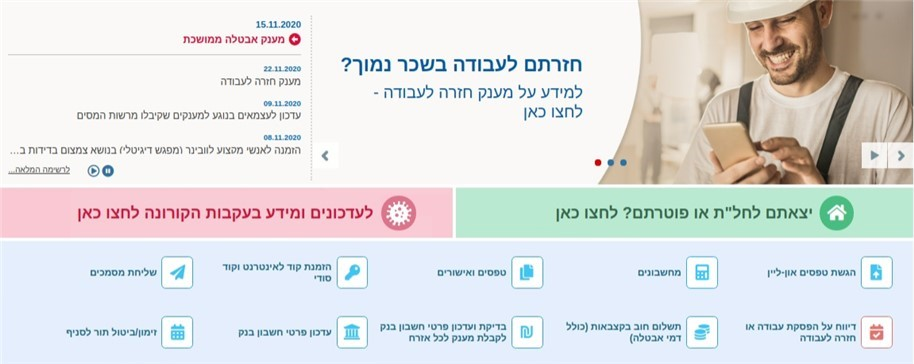 חזרתם לעבודה בשכר נמוך?
למידע על מענק חזרה לעבודה -
לחצו כאן
15.11.2020
מענק אבטלה ממושכת
22.11.2020
מענק חזרה לעבודה
09.11.2020
עדכון לעצמאים בנוגע למענקים שקיבלו מרשות המסים
08.11.2020
הזמנה לאנשי מקצוע לוובינר (מפגש דיגיטלי) בנושא צמצום בדידות ב...
לרשימה המלאה...
יצאתם לחל"ת או פוטרתם? לחצו כאן
לעדכונים ומידע בעקבות הקורונה לחצו כאן
הגשת טפסים און-ליין
מחשבונים
טפסים ואישורים
הזמנת קוד לאינטרנט וקוד
סודי
שליחת מסמכים
דיווח על הפסקת עבודה או
חזרה לעבודה
תשלום חוב בקצבאות (כולל
דמי אבטלה)
בדיקת ועדכון פרטי חשבון בנק
לקבלת מענק לכל אזרח
עדכון פרטי חשבון בנק
זימון/ביטול תור לסניף